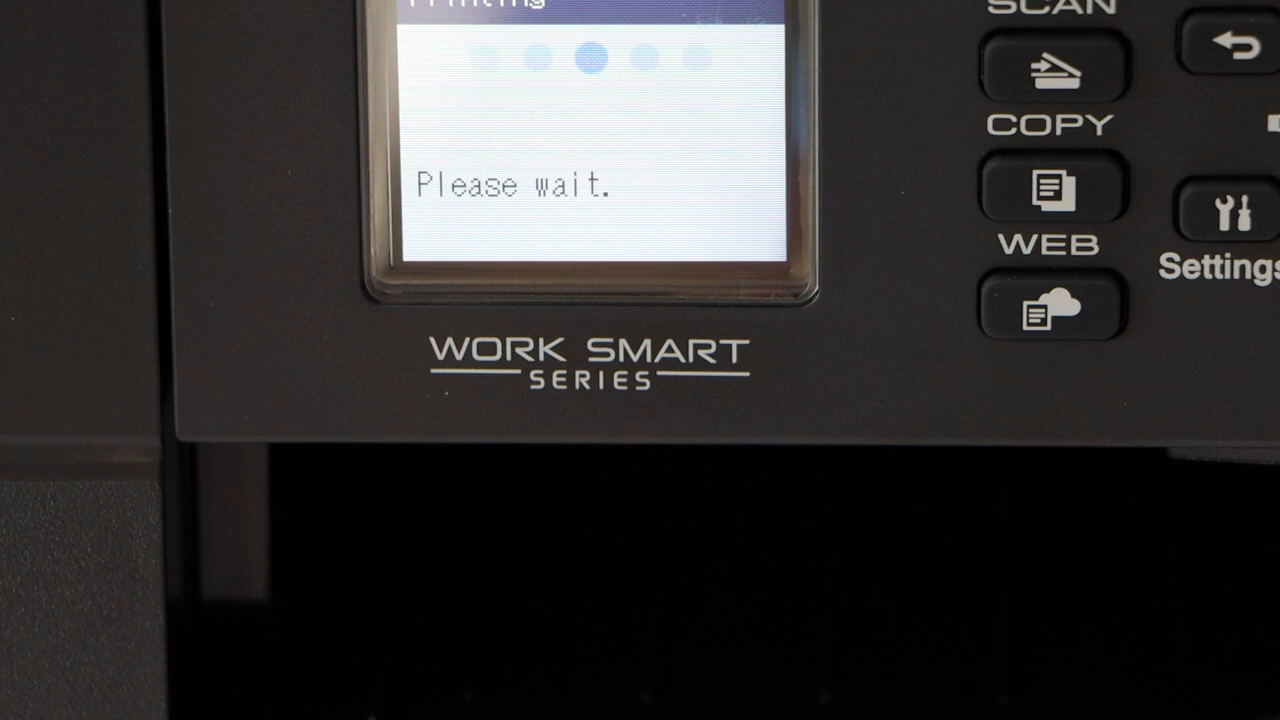 Printing
Please wait.
WORK SMART
SERIES
SCAN
COPY
WEB
Settings